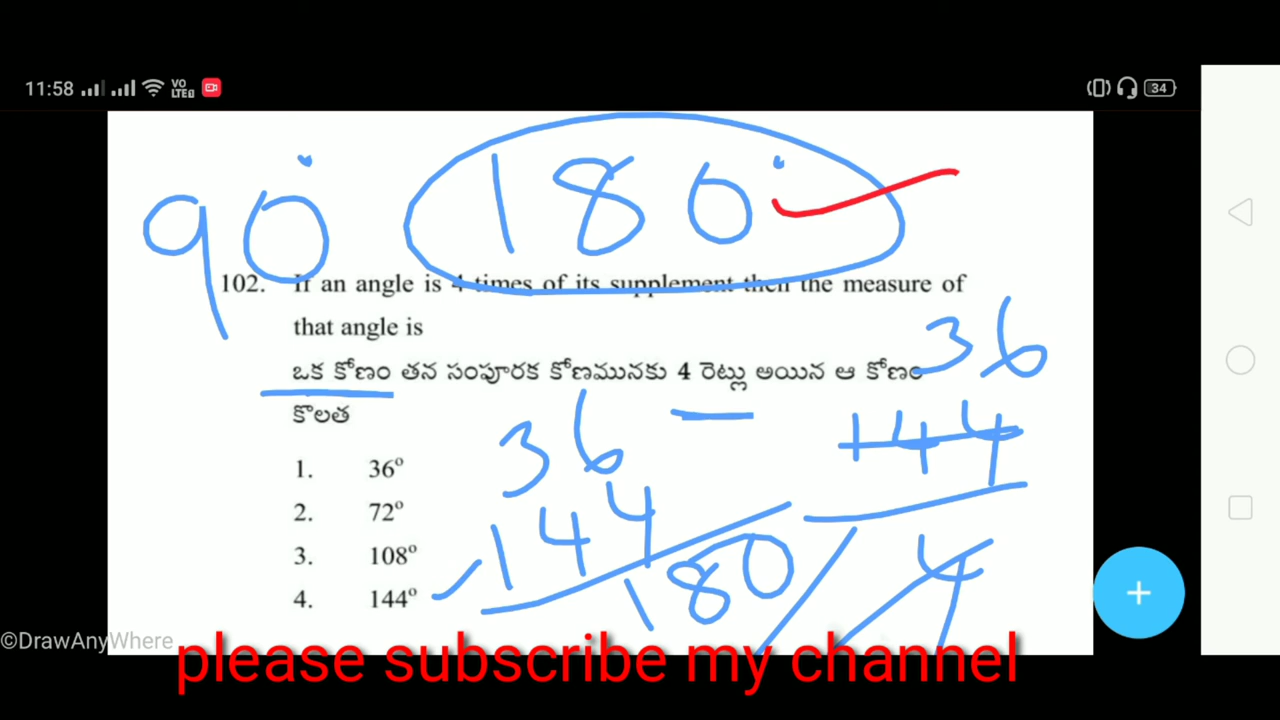 11:58 VO LTE1 34
90° 180°
102. If an angle is 4 times of its supplement then the measure of
that angle is
36
ఒక కోణం తన సంపూరక కోణమునకు 4 రెట్లు అయిన ఆ కోణం
కొలత
36
144
1. 36°
2. 72°
144
3. 108°
180
4
4. 144°
+
©DrawAnyWhere
please subscribe my channel